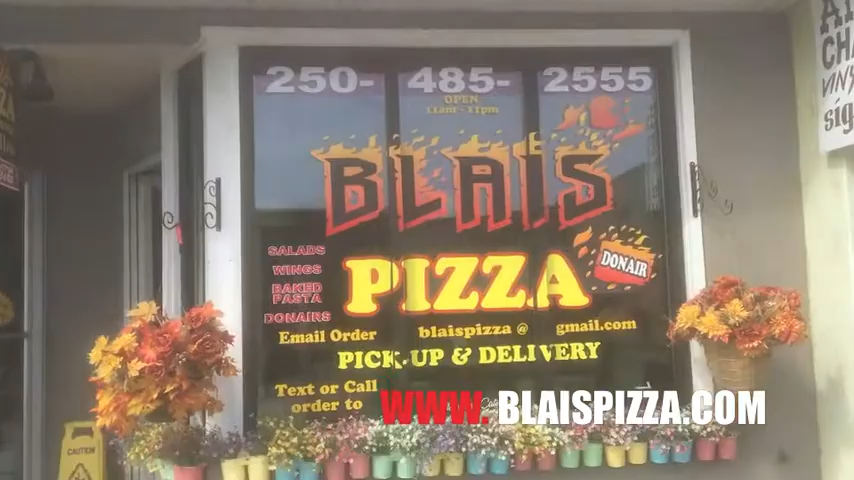 250- 485- 2555
OPEN
11am - 11pm
BLAIS
PIZZA
DONAIR
SALADS
WINGS
BAKED
PASTA
DONAIRS
Email Order blaispizza @ gmail.com
PICK-UP & DELIVERY
Text or Call
order to
WWW. BLAISPIZZA.COM
CAUTION